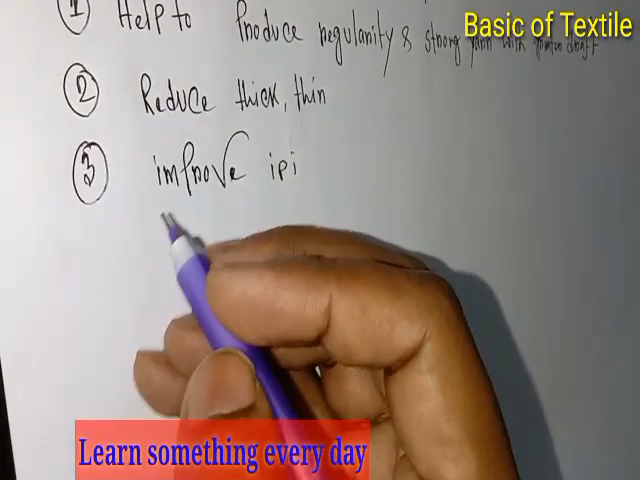 Basic of Textile
① Help to Produce regularity & strong yarn with
② Reduce thick, thin
③ improve ipi
Learn something every day